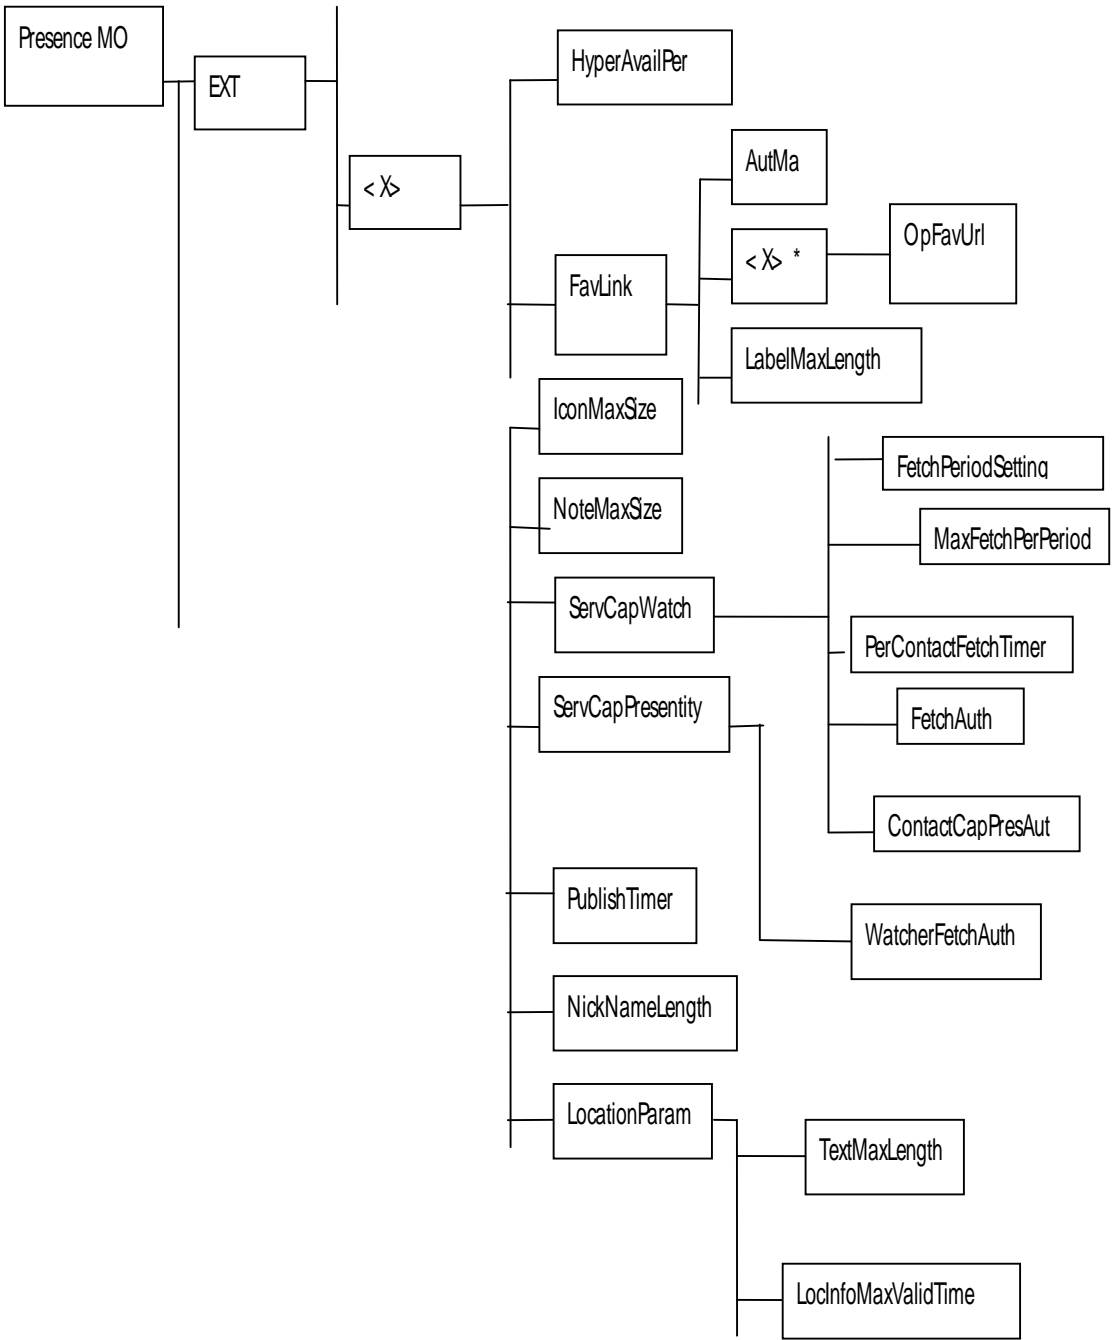 Presence MO
EXT
< X>
HyperAvailPer
FavLink
AutMa
< X> *
OpFavUrl
LabelMaxLength
IconMaxSize
NoteMaxSize
ServCapWatch
FetchPeriodSetting
MaxFetchPerPeriod
PerContactFetchTimer
FetchAuth
ContactCapPresAut
ServCapPresentity
WatcherFetchAuth
PublishTimer
NickNameLength
LocationParam
TextMaxLength
LocInfoMaxValidTime